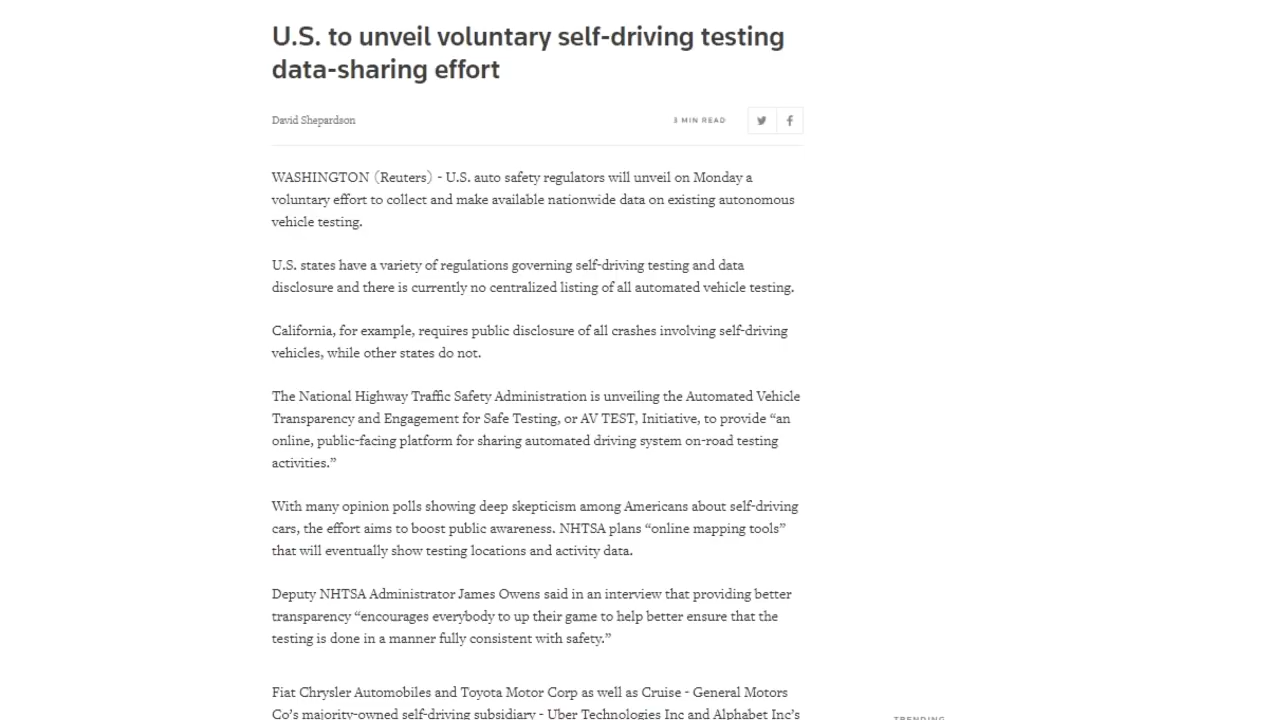 U.S. to unveil voluntary self-driving testing
data-sharing effort
David Shepardson
3 MIN READ
WASHINGTON (Reuters) - U.S. auto safety regulators will unveil on Monday a
voluntary effort to collect and make available nationwide data on existing autonomous
vehicle testing.
U.S. states have a variety of regulations governing self-driving testing and data
disclosure and there is currently no centralized listing of all automated vehicle testing.
California, for example, requires public disclosure of all crashes involving self-driving
vehicles, while other states do not.
The National Highway Traffic Safety Administration is unveiling the Automated Vehicle
Transparency and Engagement for Safe Testing, or AV TEST, Initiative, to provide “an
online, public-facing platform for sharing automated driving system on-road testing
activities.”
With many opinion polls showing deep skepticism among Americans about self-driving
cars, the effort aims to boost public awareness. NHTSA plans “online mapping tools”
that will eventually show testing locations and activity data.
Deputy NHTSA Administrator James Owens said in an interview that providing better
transparency “encourages everybody to up their game to help better ensure that the
testing is done in a manner fully consistent with safety.”
Fiat Chrysler Automobiles and Toyota Motor Corp as well as Cruise - General Motors
Co’s majority-owned self-driving subsidiary - Uber Technologies Inc and Alphabet Inc’s
TRENDING